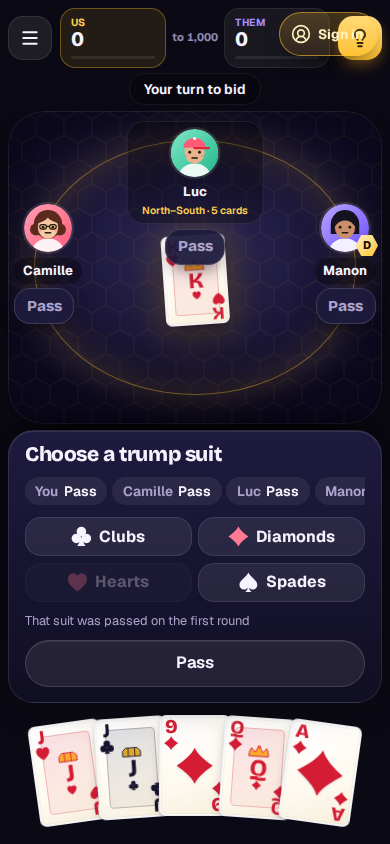 US
0
to 1,000
THEM
0
Sign
Your turn to bid
Luc
North–South · 5 cards
Camille
Pass
Pass
K
K
D
Manon
Pass
Choose a trump suit
You Pass
Camille Pass
Luc Pass
Manon
Clubs
Diamonds
Hearts
Spades
That suit was passed on the first round
Pass
J
J
J
J
9
Q
Q
A
A